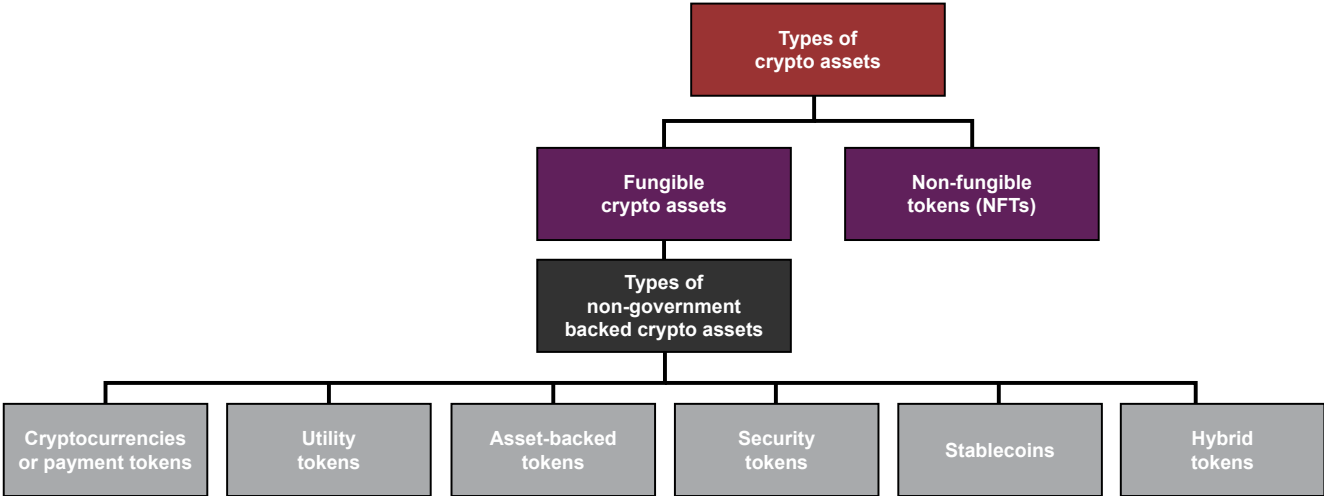 Types of
crypto assets
Fungible
crypto assets
Non-fungible
tokens (NFTs)
Types of
non-government
backed crypto assets
Cryptocurrencies
or payment tokens
Utility
tokens
Asset-backed
tokens
Security
tokens
Stablecoins
Hybrid
tokens